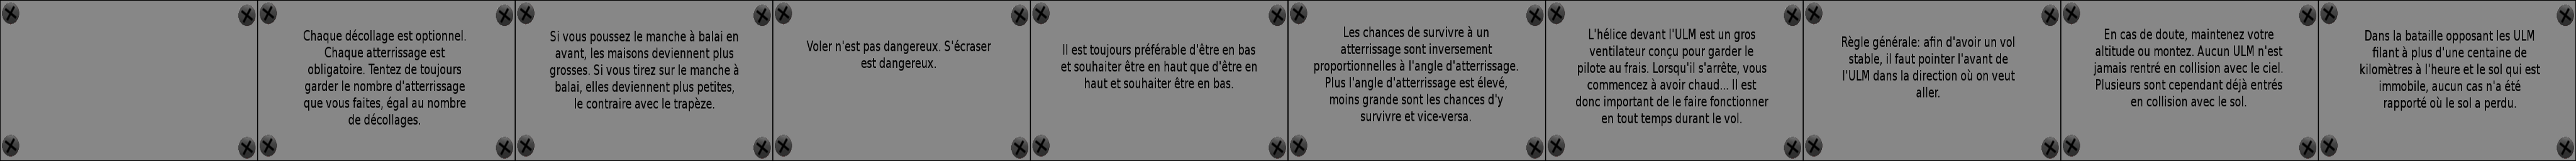 Chaque décollage est optionnel.
Chaque atterrissage est
obligatoire. Tentez de toujours
garder le nombre d'atterrissage
que vous faites, égal au nombre
de décollages.
Si vous poussez le manche à balai en
avant, les maisons deviennent plus
grosses. Si vous tirez sur le manche à
balai, elles deviennent plus petites,
le contraire avec le trapèze.
Voler n'est pas dangereux. S'écraser
est dangereux.
Il est toujours préférable d'être en bas
et souhaiter être en haut que d'être en
haut et souhaiter être en bas.
Les chances de survivre à un
atterrissage sont inversement
proportionnelles à l'angle d'atterrissage.
Plus l'angle d'atterrissage est élevé,
moins grande sont les chances d'y
survivre et vice-versa.
L'hélice devant l'ULM est un gros
ventilateur conçu pour garder le
pilote au frais. Lorsqu'il s'arrête, vous
commencez à avoir chaud... Il est
donc important de le faire fonctionner
en tout temps durant le vol.
Règle générale: afin d'avoir un vol
stable, il faut pointer l'avant de
l'ULM dans la direction où on veut
aller.
En cas de doute, maintenez votre
altitude ou montez. Aucun ULM n'est
jamais rentré en collision avec le ciel.
Plusieurs sont cependant déjà entrés
en collision avec le sol.
Dans la bataille opposant les ULM
filant à plus d'une centaine de
kilomètres à l'heure et le sol qui est
immobile, aucun cas n'a été
rapporté où le sol a perdu.